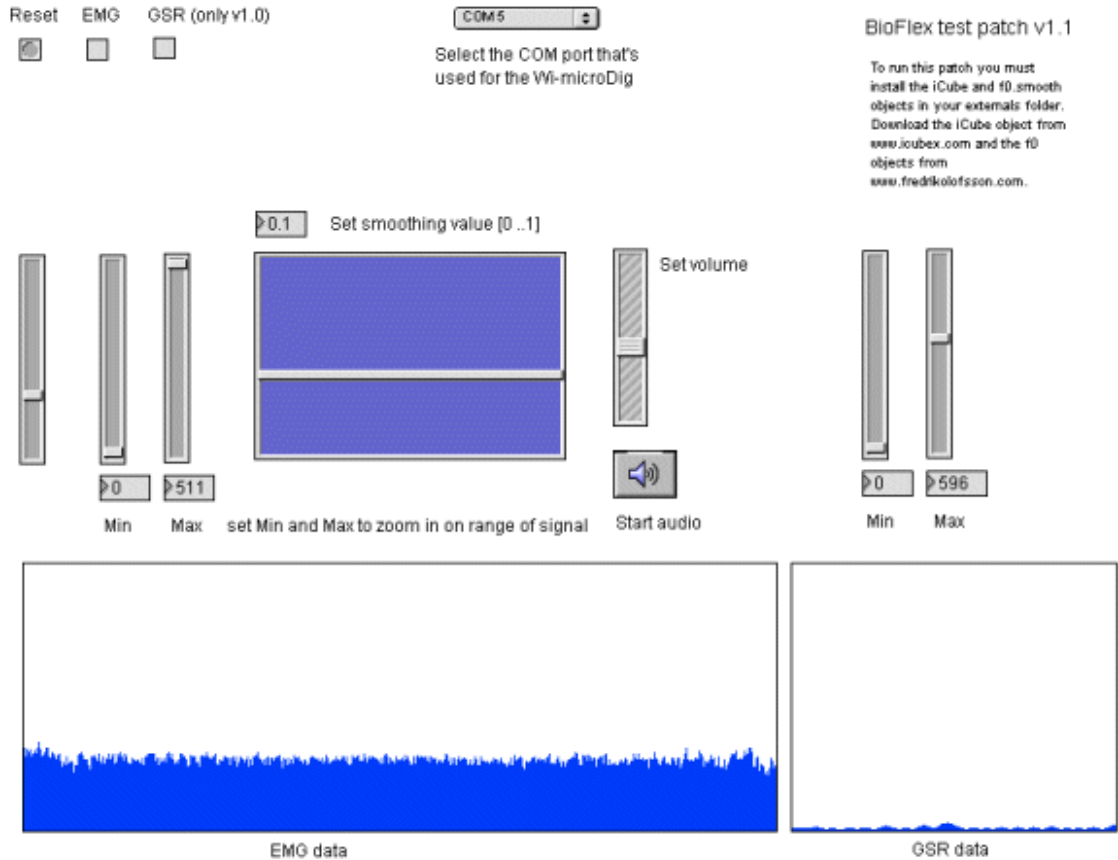 Reset EMG GSR (only v1.0)
COM5
Select the COM port that's
used for the Wi-microDig
BioFlex test patch v1.1
To run this patch you must
install the iCube and f0.smooth
objects in your externals folder.
Download the iCube object from
www.icubex.com and the f0
objects from
www.fredrikolofsson.com.
0.1 Set smoothing value [0 ..1]
Set volume
0 511
Min Max set Min and Max to zoom in on range of signal
Start audio
0 596
Min Max
EMG data
GSR data